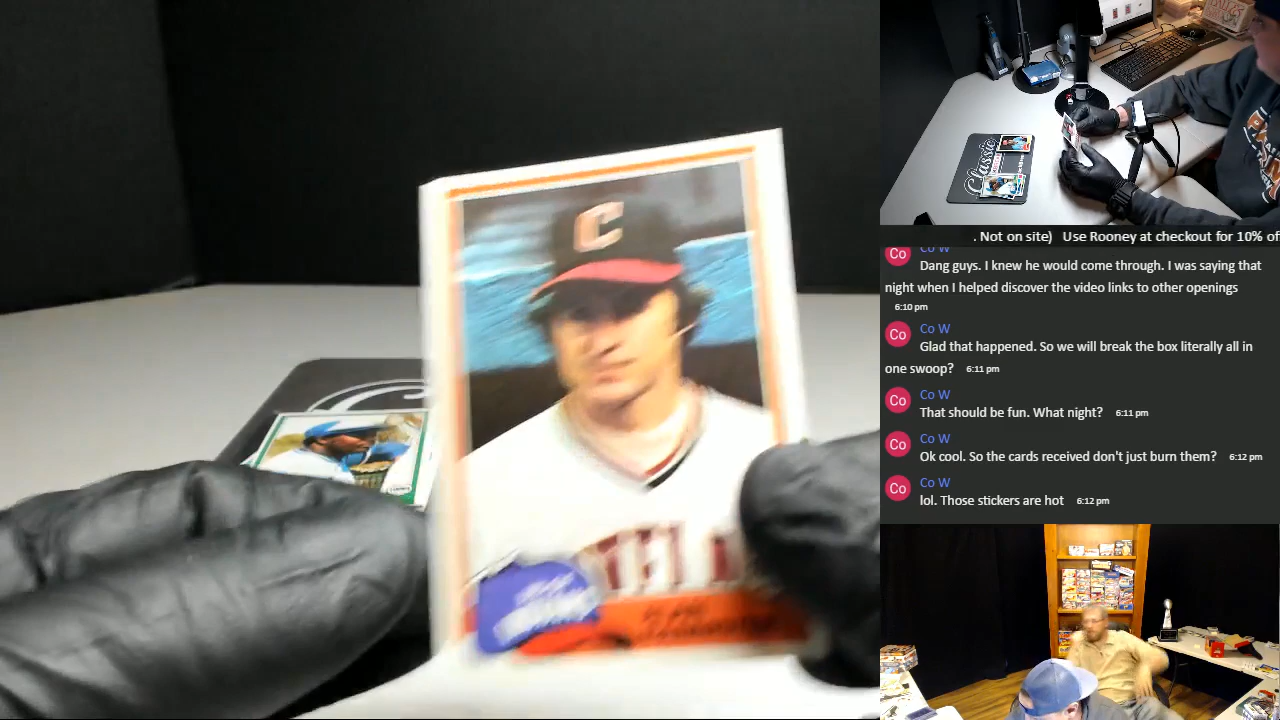 C
Classic
. Not on site) Use Rooney at checkout for 10% of
Co
Co W
Dang guys. I knew he would come through. I was saying that
night when I helped discover the video links to other openings
6:10 pm
Co
Co W
Glad that happened. So we will break the box literally all in
one swoop? 6:11 pm
Co
Co W
That should be fun. What night? 6:11 pm
Co
Co W
Ok cool. So the cards received don't just burn them? 6:12 pm
Co
Co W
lol. Those stickers are hot 6:12 pm